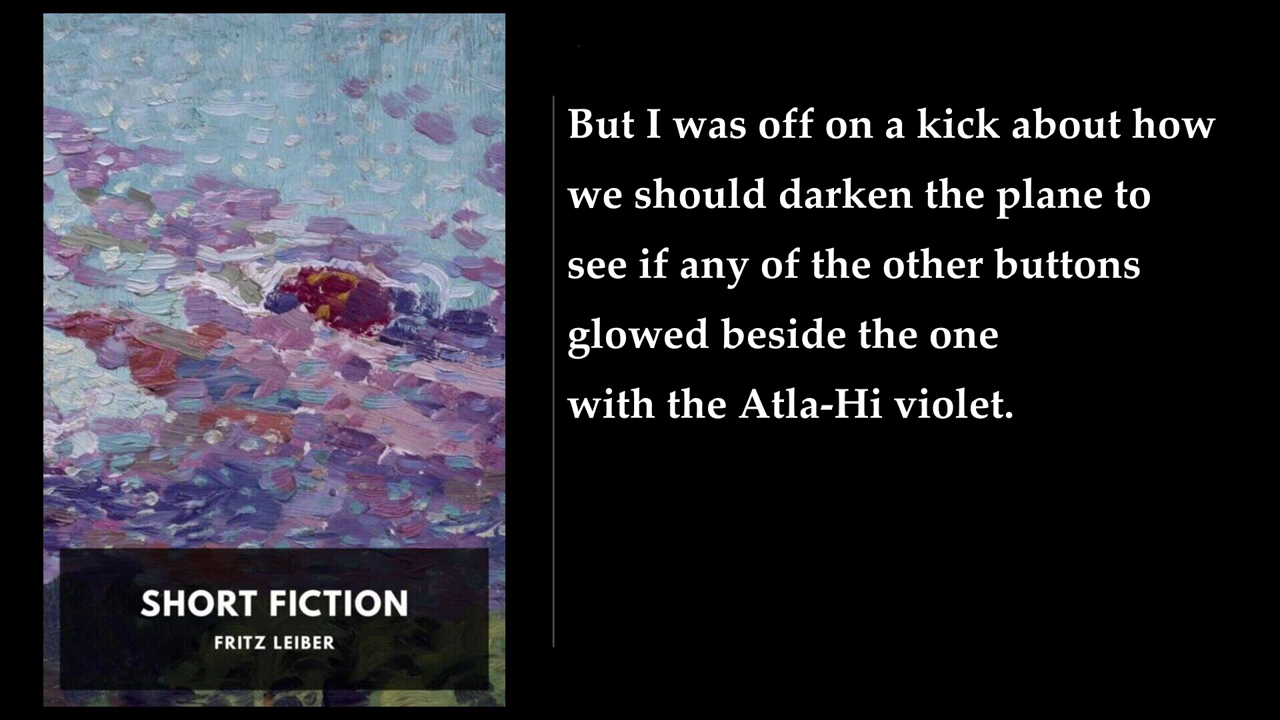 But I was off on a kick about how
we should darken the plane to
see if any of the other buttons
glowed beside the one
with the Atla-Hi violet.
SHORT FICTION
FRITZ LEIBER